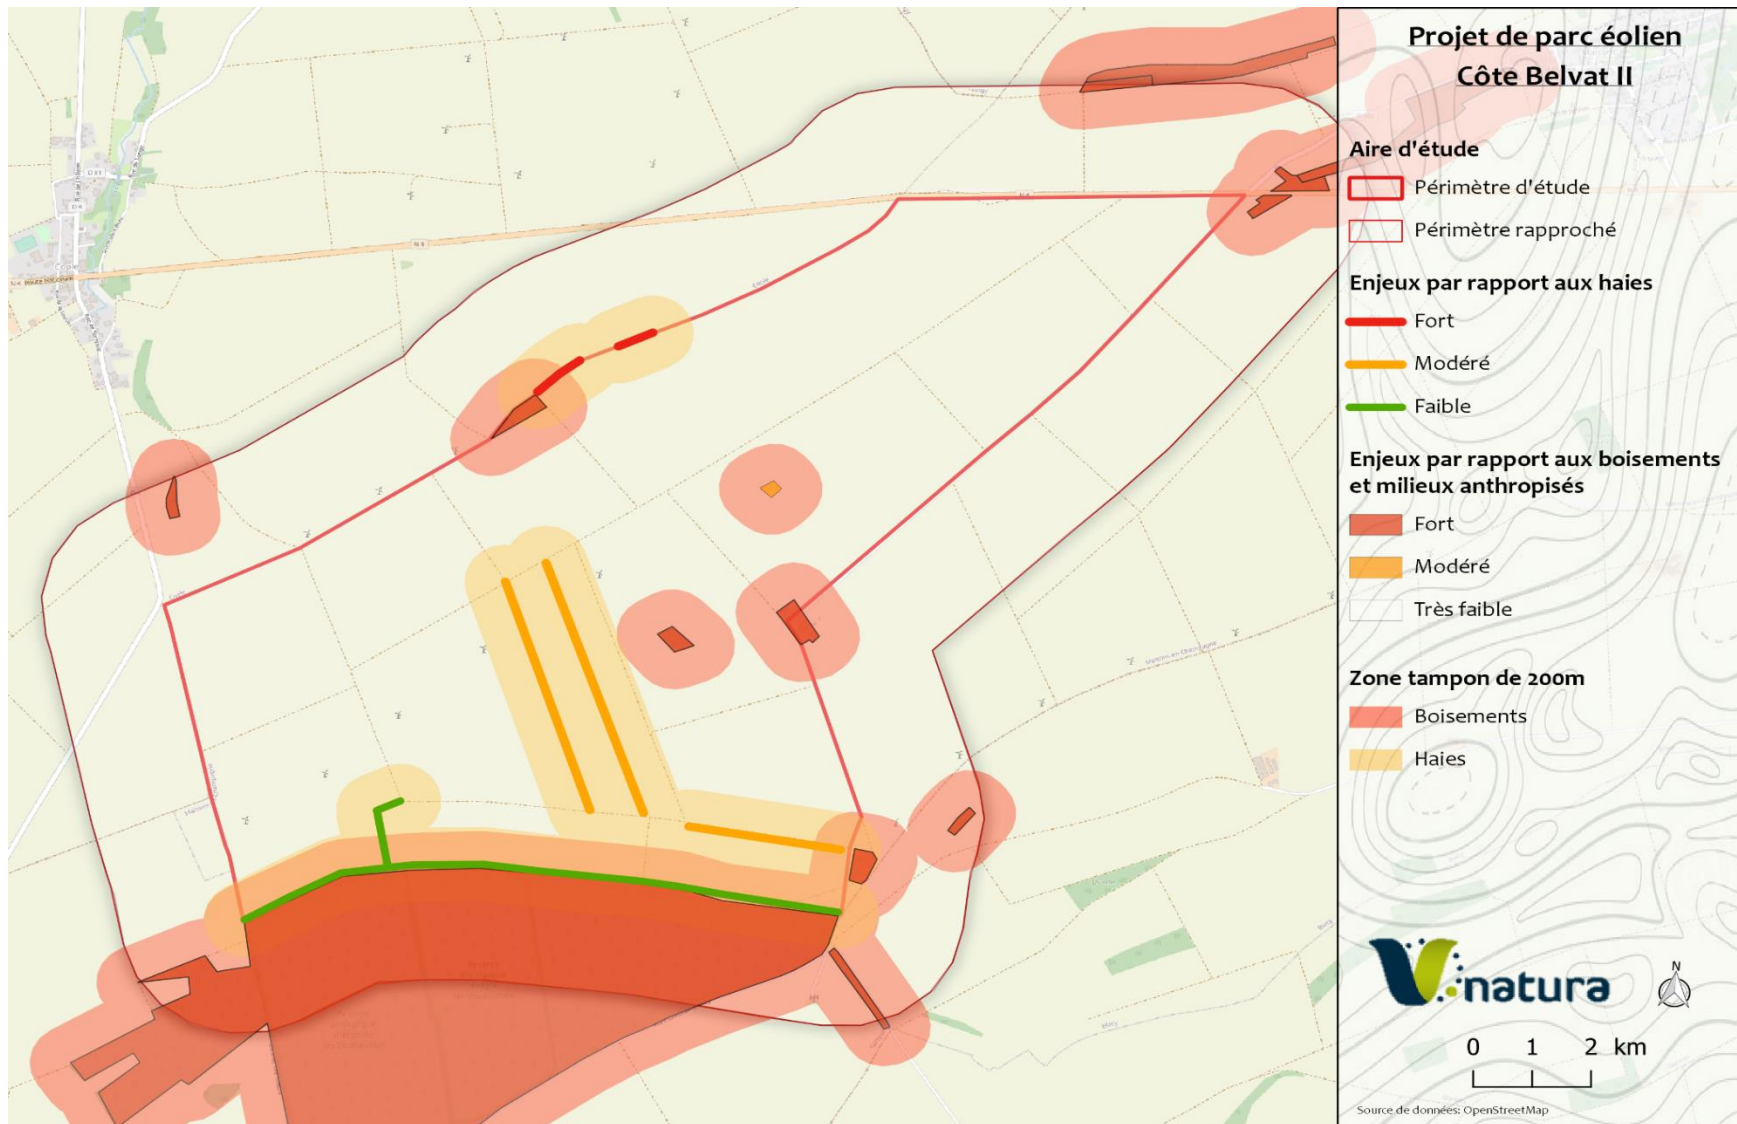 Projet de parc éolien
Côte Belvat II
Aire d'étude
Périmètre d'étude
Périmètre rapproché
Enjeux par rapport aux haies
Fort
Modéré
Faible
Enjeux par rapport aux boisements
et milieux anthropisés
Fort
Modéré
Très faible
Zone tampon de 200m
Boisements
Haies
natura
N
0 1 2 km
Source de données: OpenStreetMap
Coole
N 4